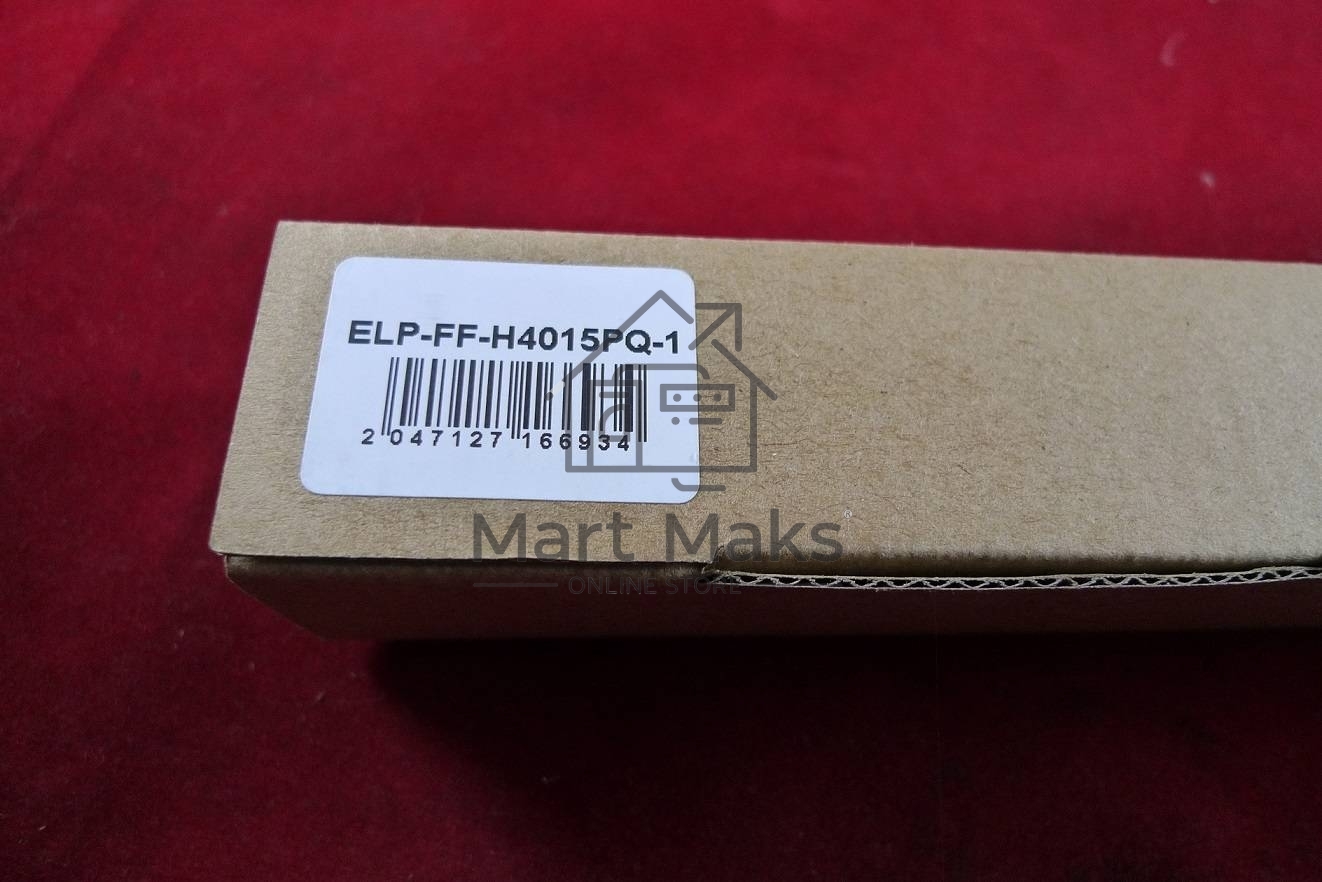 ELP-FF-H4015PQ-1
2 047127 166934
Mart Maks
ONLINE STORE